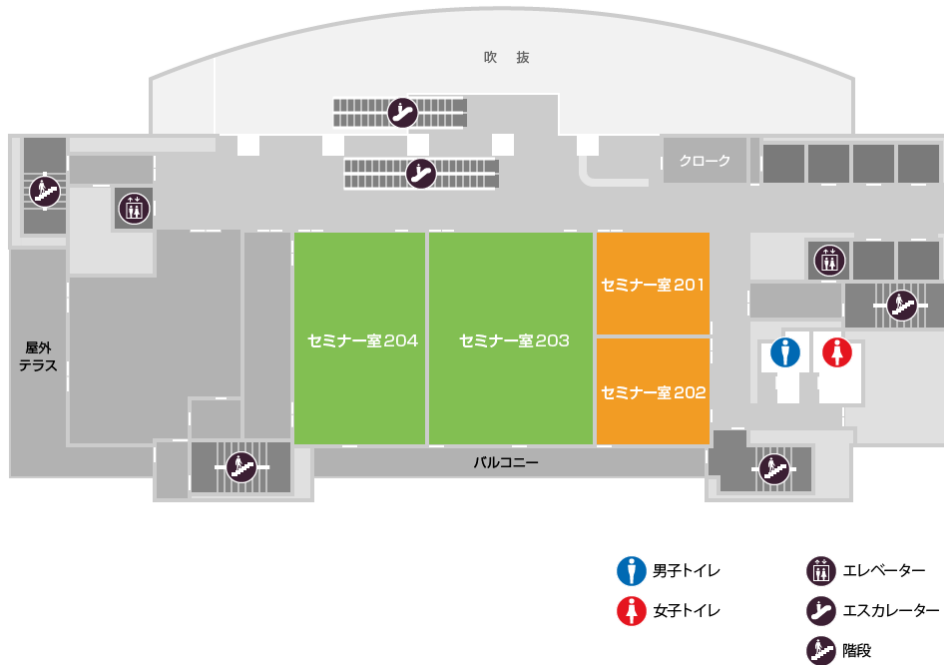 吹 抜
クローク
セミナー室201
セミナー室204
セミナー室203
屋外
テラス
セミナー室202
バルコニー
男子トイレ
エレベーター
女子トイレ
エスカレーター
階段